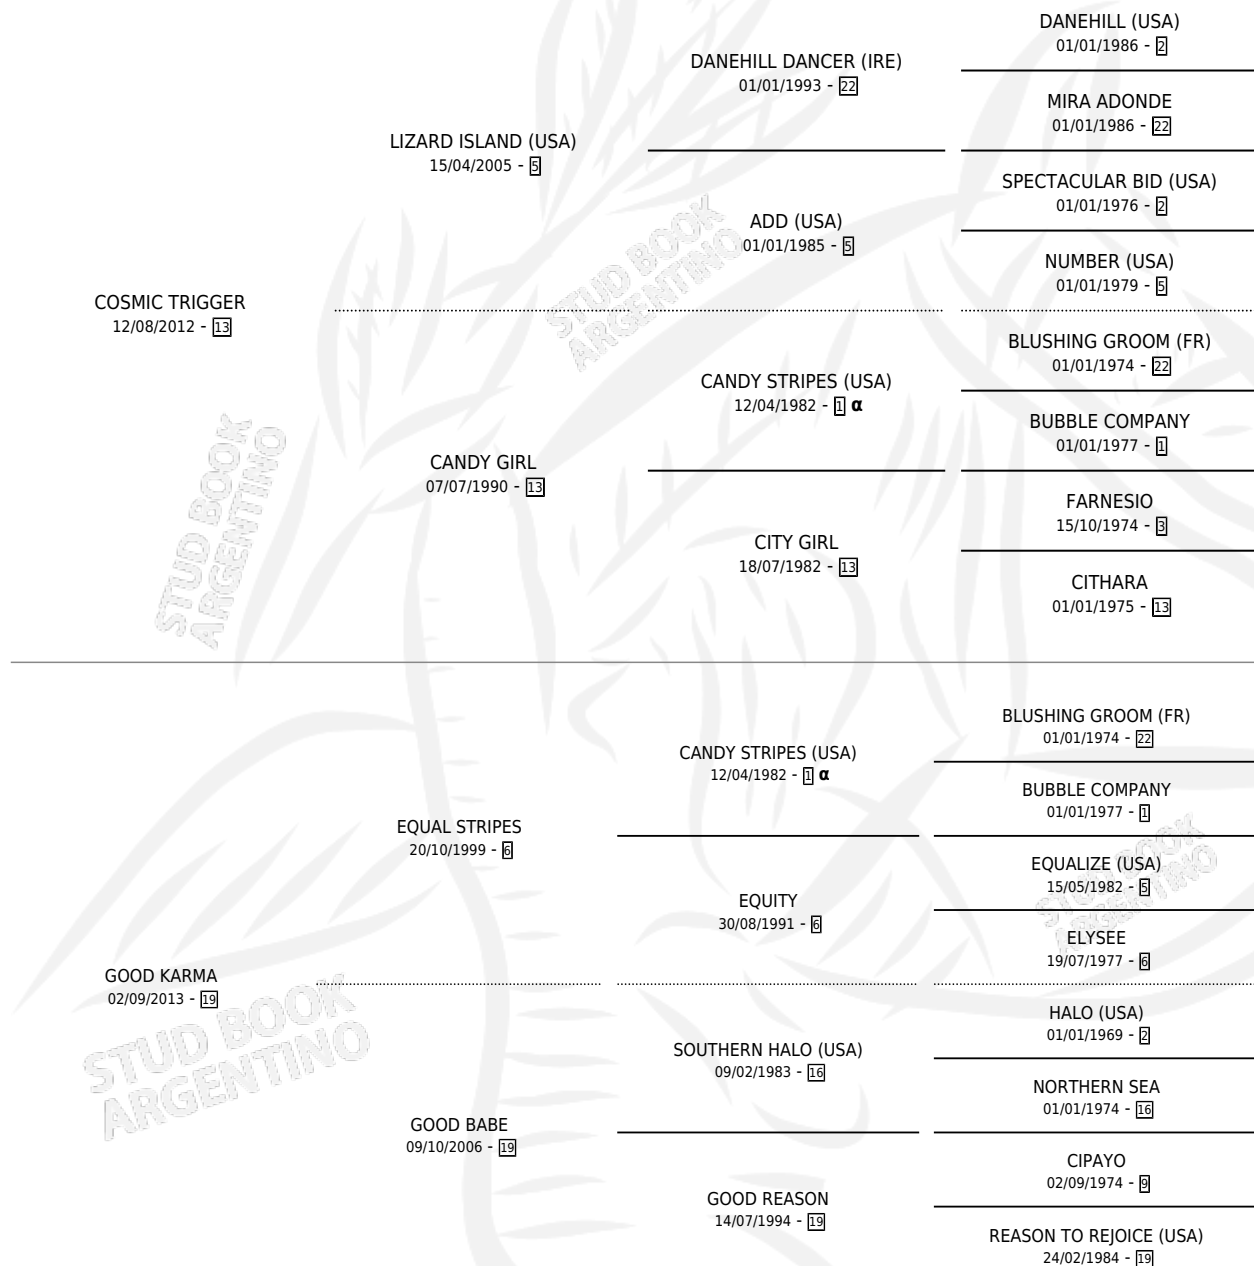 DANEHILL (USA)
01/01/1986 - 2
DANEHILL DANCER (IRE)
01/01/1993 - 22
MIRA ADONDE
01/01/1986 - 22
LIZARD ISLAND (USA)
15/04/2005 - 5
SPECTACULAR BID (USA)
01/01/1976 - 2
ADD (USA)
01/01/1985 - 5
NUMBER (USA)
01/01/1979 - 5
COSMIC TRIGGER
12/08/2012 - 13
BLUSHING GROOM (FR)
01/01/1974 - 22
CANDY STRIPES (USA)
12/04/1982 - 1 α
BUBBLE COMPANY
01/01/1977 - 1
CANDY GIRL
07/07/1990 - 13
FARNESIO
15/10/1974 - 3
CITY GIRL
18/07/1982 - 13
CITHARA
01/01/1975 - 13
BLUSHING GROOM (FR)
01/01/1974 - 22
CANDY STRIPES (USA)
12/04/1982 - 1 α
BUBBLE COMPANY
01/01/1977 - 1
EQUAL STRIPES
20/10/1999 - 6
EQUALIZE (USA)
15/05/1982 - 5
EQUITY
30/08/1991 - 6
ELYSEE
19/07/1977 - 6
GOOD KARMA
02/09/2013 - 19
HALO (USA)
01/01/1969 - 2
SOUTHERN HALO (USA)
09/02/1983 - 16
NORTHERN SEA
01/01/1974 - 16
GOOD BABE
09/10/2006 - 19
CIPAYO
02/09/1974 - 9
GOOD REASON
14/07/1994 - 19
REASON TO REJOICE (USA)
24/02/1984 - 19
STUD BOOK
ARGENTINO
STUD BOOK
ARGENTINO
STUD BOOK
ARGENTINO
STUD BOOK
ARGENTINO